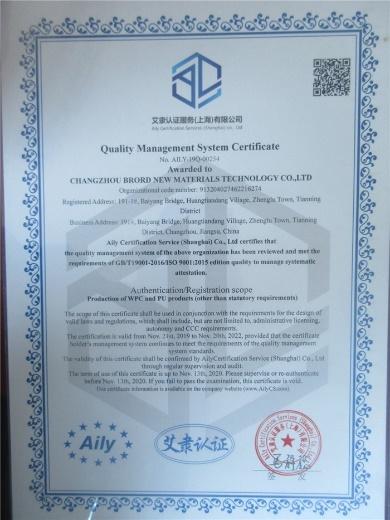 艾隶认证服务(上海)有限公司
Aily Certification Services (Shanghai) co., Ltd
Quality Management System Certificate
No. AILY-19Q-00254
Awarded to
CHANGZHOU BRORD NEW MATERIALS TECHNOLOGY CO.,LTD
Organizational code number: 913204027462216274
Registered Address: 191-1#, Baiyang Bridge, Huangtiandang Village, Zhenglu Town, Tianning
District
Business Address: 191#, Baiyang Bridge, Huangtiandang Village, Zhenglu Town, Tianning
District, Changzhou, Jiangsu, China
Aily Certification Service (Shanghai) Co., Ltd certifies that
the quality management system of the above organization has been reviewed and met the
requirements of GB/T19001-2016/ISO 9001:2015 edition quality to manage systematic
attestation.
Authentication/Registration scope
Production of WPC and PU products (other than statutory requirements)
The scope of this certificate shall be used in conjunction with the requirements for the design of
valid laws and regulations, which shall include, but are not limited to, administrative licensing,
autonomy and CCC requirements.
The certification is valid from Nov. 21st, 2019 to Nov. 20th, 2022, provided that the certificate
holder's management system continues to meet the requirements of the quality management
system standards.
The validity of this certificate shall be confirmed by AilyCertification Service (Shanghai) Co., Ltd
through regular supervision and audit.
The term of use of this certificate is up to Nov. 13th, 2020. Please supervise or re-authenticate
before Nov. 13th, 2020. If you fail to pass the examination, this certificate is void.
This certificate information is available on the company website (www.AilyCS.com)
Aily
艾隶认证
签 发